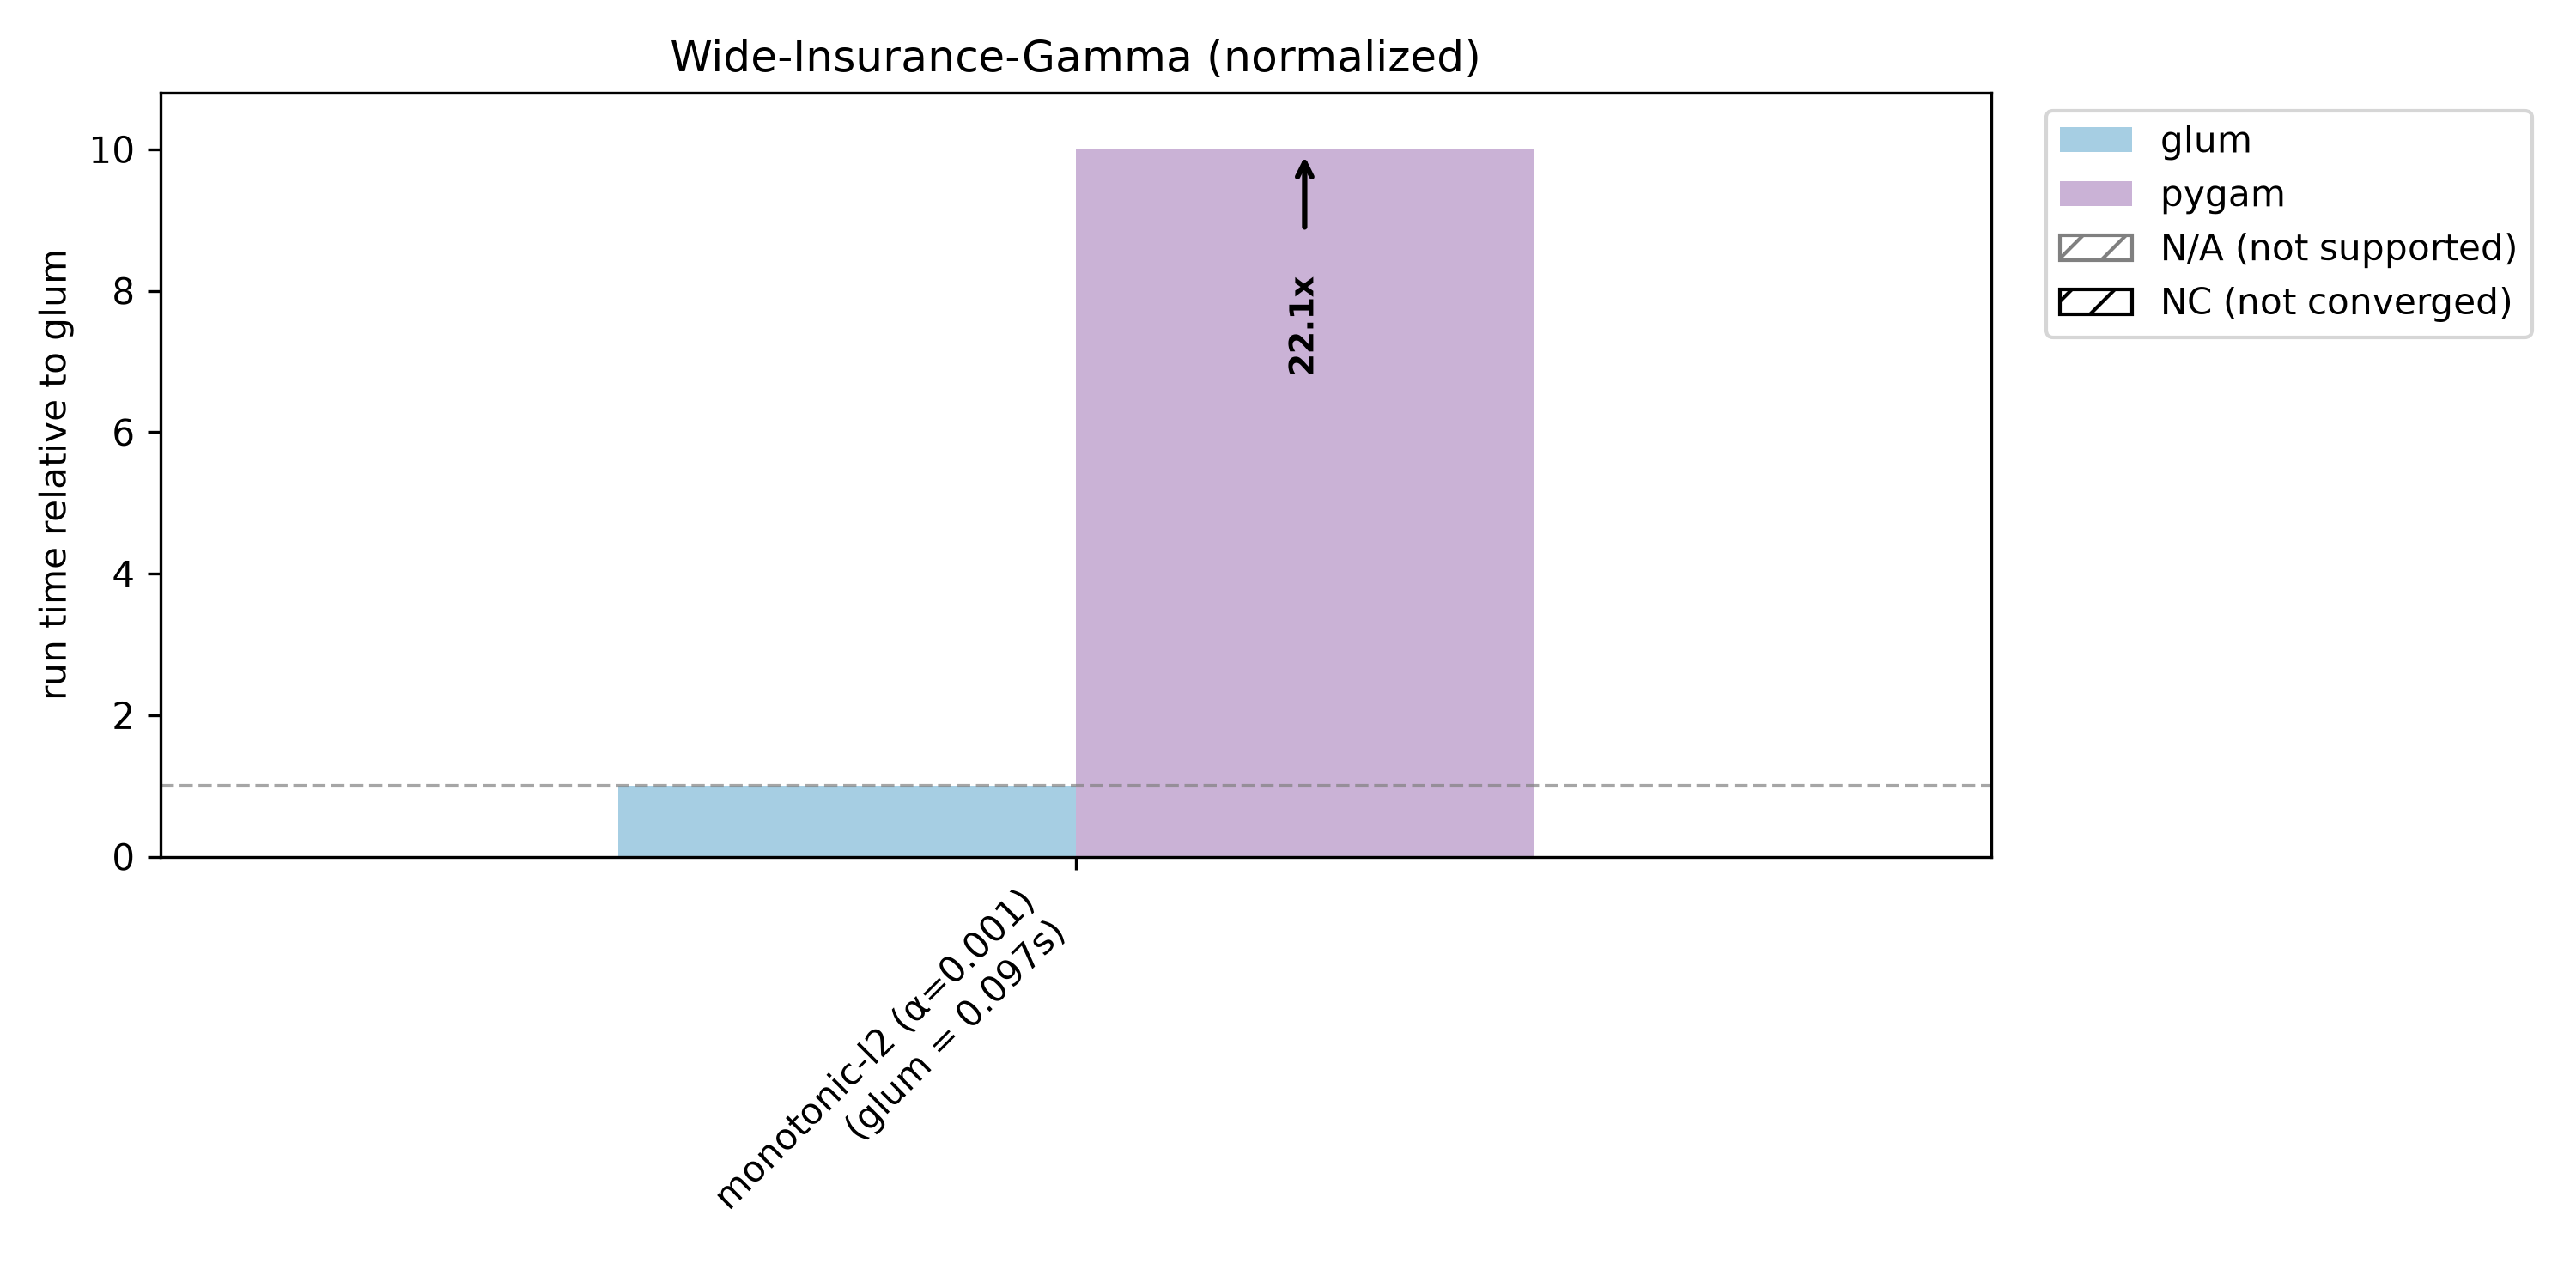 Wide-Insurance-Gamma (normalized)
run time relative to glum
10
8
6
4
2
0
22.1x
monotonic-l2 (α=0.001)
(glum = 0.097s)
glum
pygam
N/A (not supported)
NC (not converged)